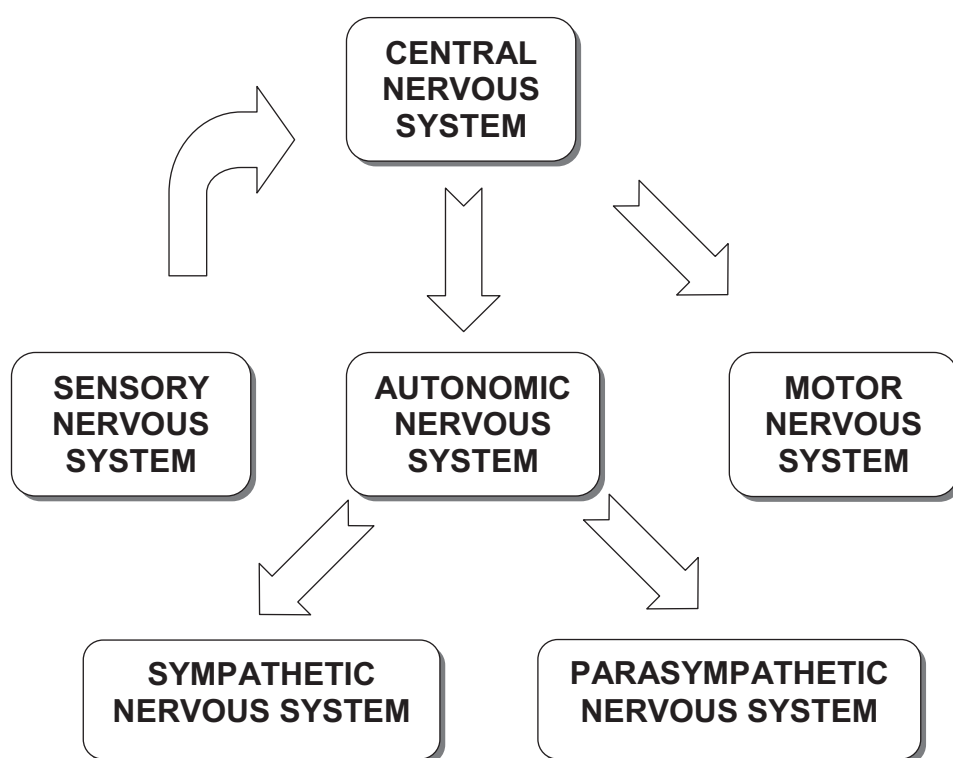 CENTRAL
NERVOUS
SYSTEM
SENSORY
NERVOUS
SYSTEM
AUTONOMIC
NERVOUS
SYSTEM
MOTOR
NERVOUS
SYSTEM
SYMPATHETIC
NERVOUS SYSTEM
PARASYMPATHETIC
NERVOUS SYSTEM